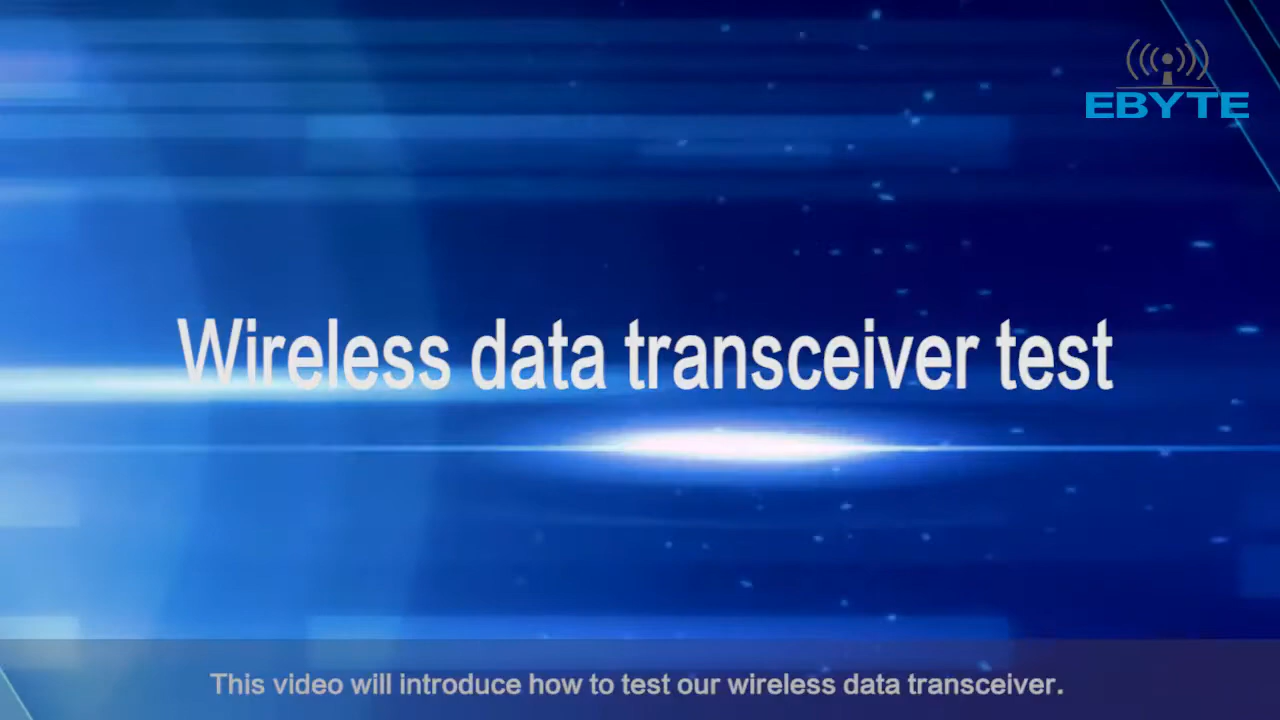 EBYTE
Wireless data transceiver test
This video will introduce how to test our wireless data transceiver.